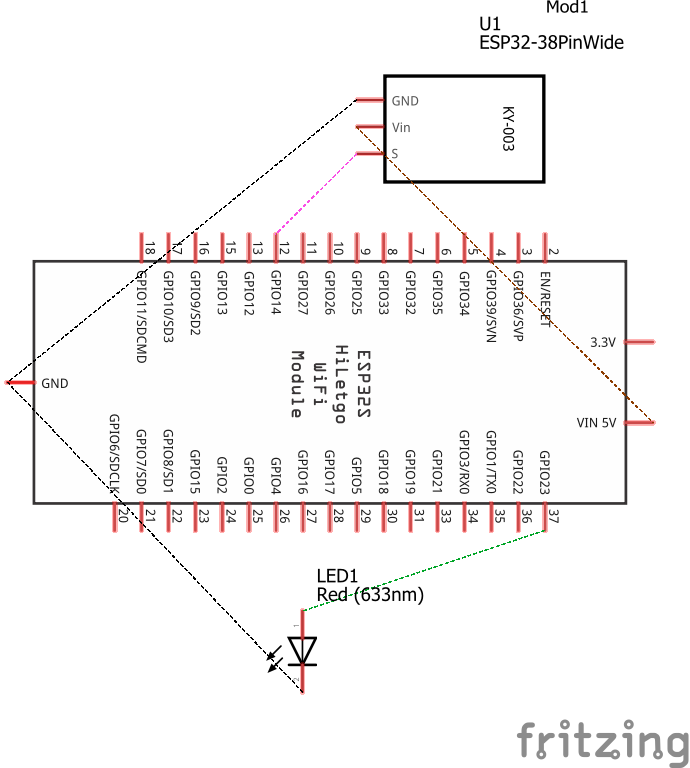 Mod1
U1
ESP32-38PinWide
GND
Vin
S
KY-003
18
17
16
15
13
12
11
10
9
8
7
6
5
4
3
2
GPIO11/SDCMD
GPIO10/SD3
GPIO9/SD2
GPIO13
GPIO12
GPIO14
GPIO27
GPIO26
GPIO25
GPIO33
GPIO32
GPIO35
GPIO34
GPIO39/SVN
GPIO36/SVP
EN/RESET
3.3V
GND
ESP32S
HiLetgo
WiFi
Module
VIN 5V
GPIO6/SDCLK
GPIO7/SD0
GPIO8/SD1
GPIO15
GPIO2
GPIO0
GPIO4
GPIO16
GPIO17
GPIO5
GPIO18
GPIO19
GPIO21
GPIO3/RX0
GPIO1/TX0
GPIO22
GPIO23
20
21
22
23
24
25
26
27
28
29
30
31
33
34
35
36
37
LED1
Red (633nm)
1
2
fritzing